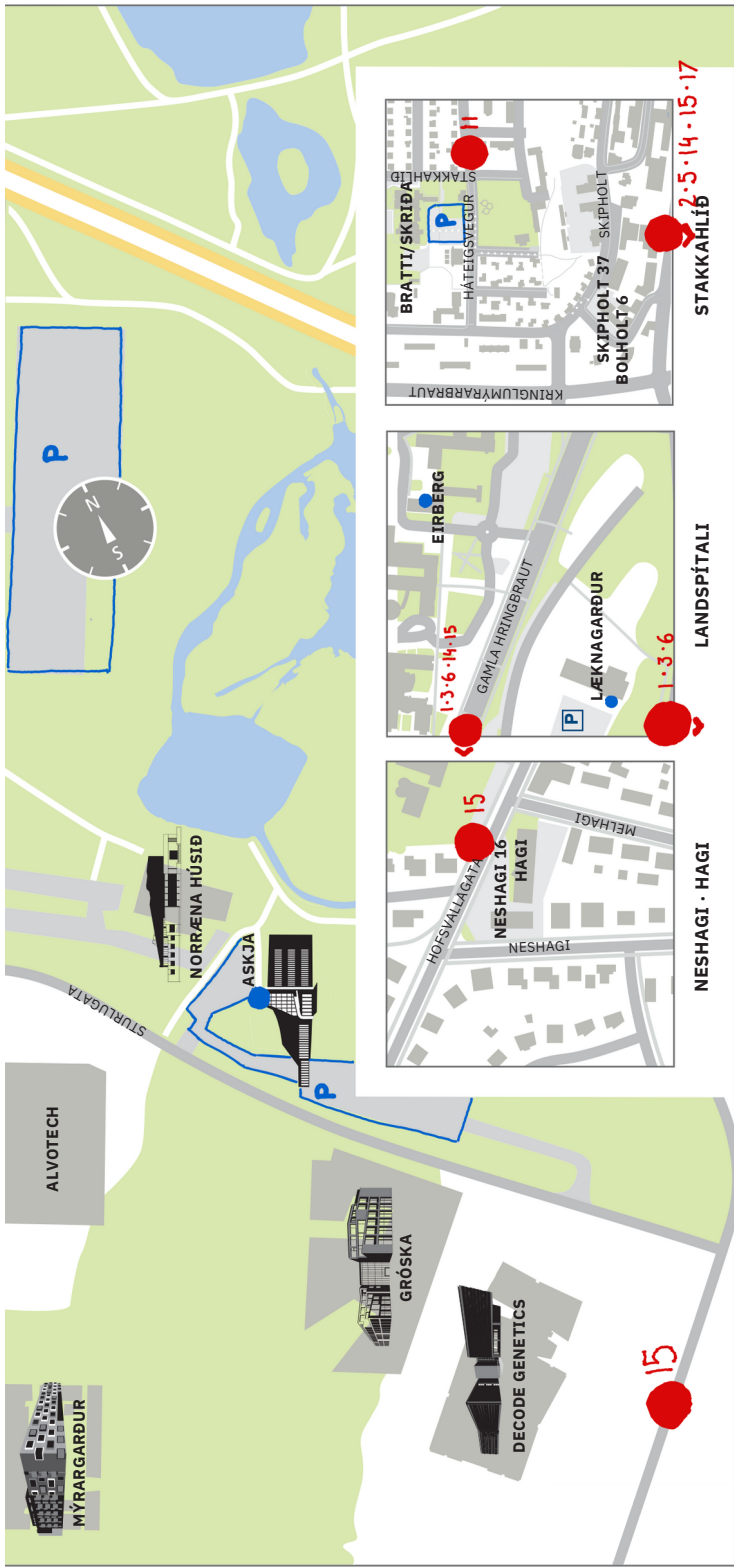 MÝRARGARÐUR
ALVOTECH
STURLUGATA
NORRÆNA HÚSIÐ
P
N
S
ASKJA
P
GRÓSKA
DECODE GENETICS
15
HOFSVALLAGATA
15
NESHAGI 16
HAGI
NESHAGI
MELHAGI
NESHAGI · HAGI
1·3·6·14·15
EIRBERG
GAMLA HRINGBRAUT
P
LÆKNAGARÐUR
1·3·6
LANDSPÍTALI
BRATTI/SKRIÐA
STAKKAHLÍÐ
11
P
HÁTEIGSVEGUR
KRINGLUMÝRARBRAUT
SKIPHOLT
SKIPHOLT 37
BOLHOLT 6
2·5·14·15·17
STAKKAHLÍÐ